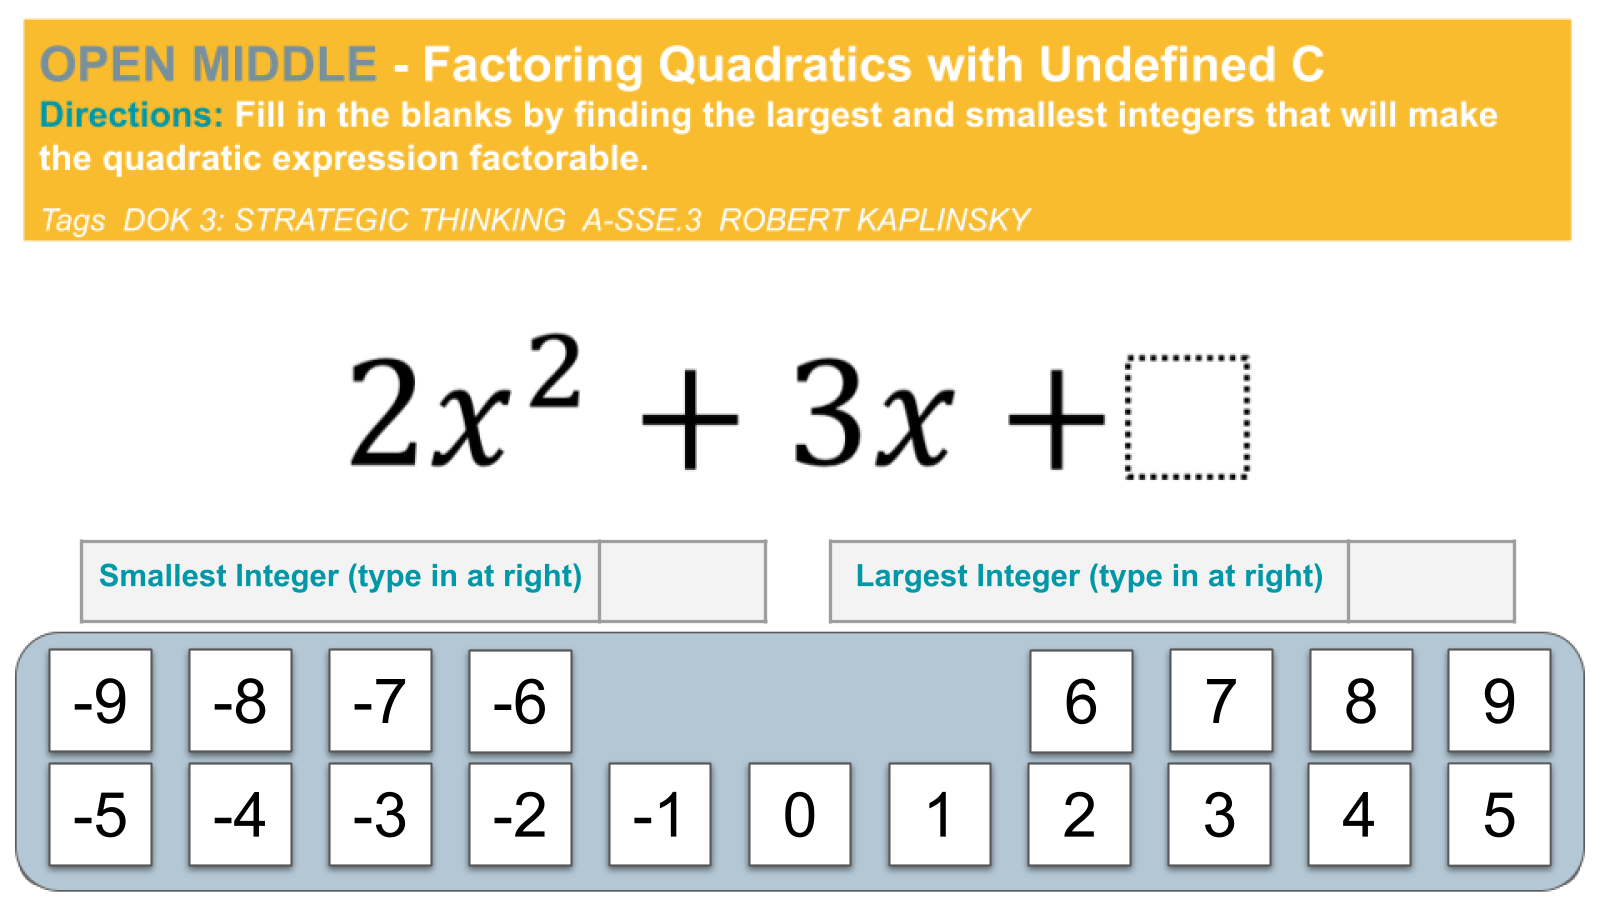 OPEN MIDDLE - Factoring Quadratics with Undefined C
Directions: Fill in the blanks by finding the largest and smallest integers that will make
the quadratic expression factorable.
Tags DOK 3: STRATEGIC THINKING A-SSE.3 ROBERT KAPLINSKY
2x² + 3x +
Smallest Integer (type in at right) Largest Integer (type in at right)
-9 -8 -7 -6 6 7 8 9
-5 -4 -3 -2 -1 0 1 2 3 4 5